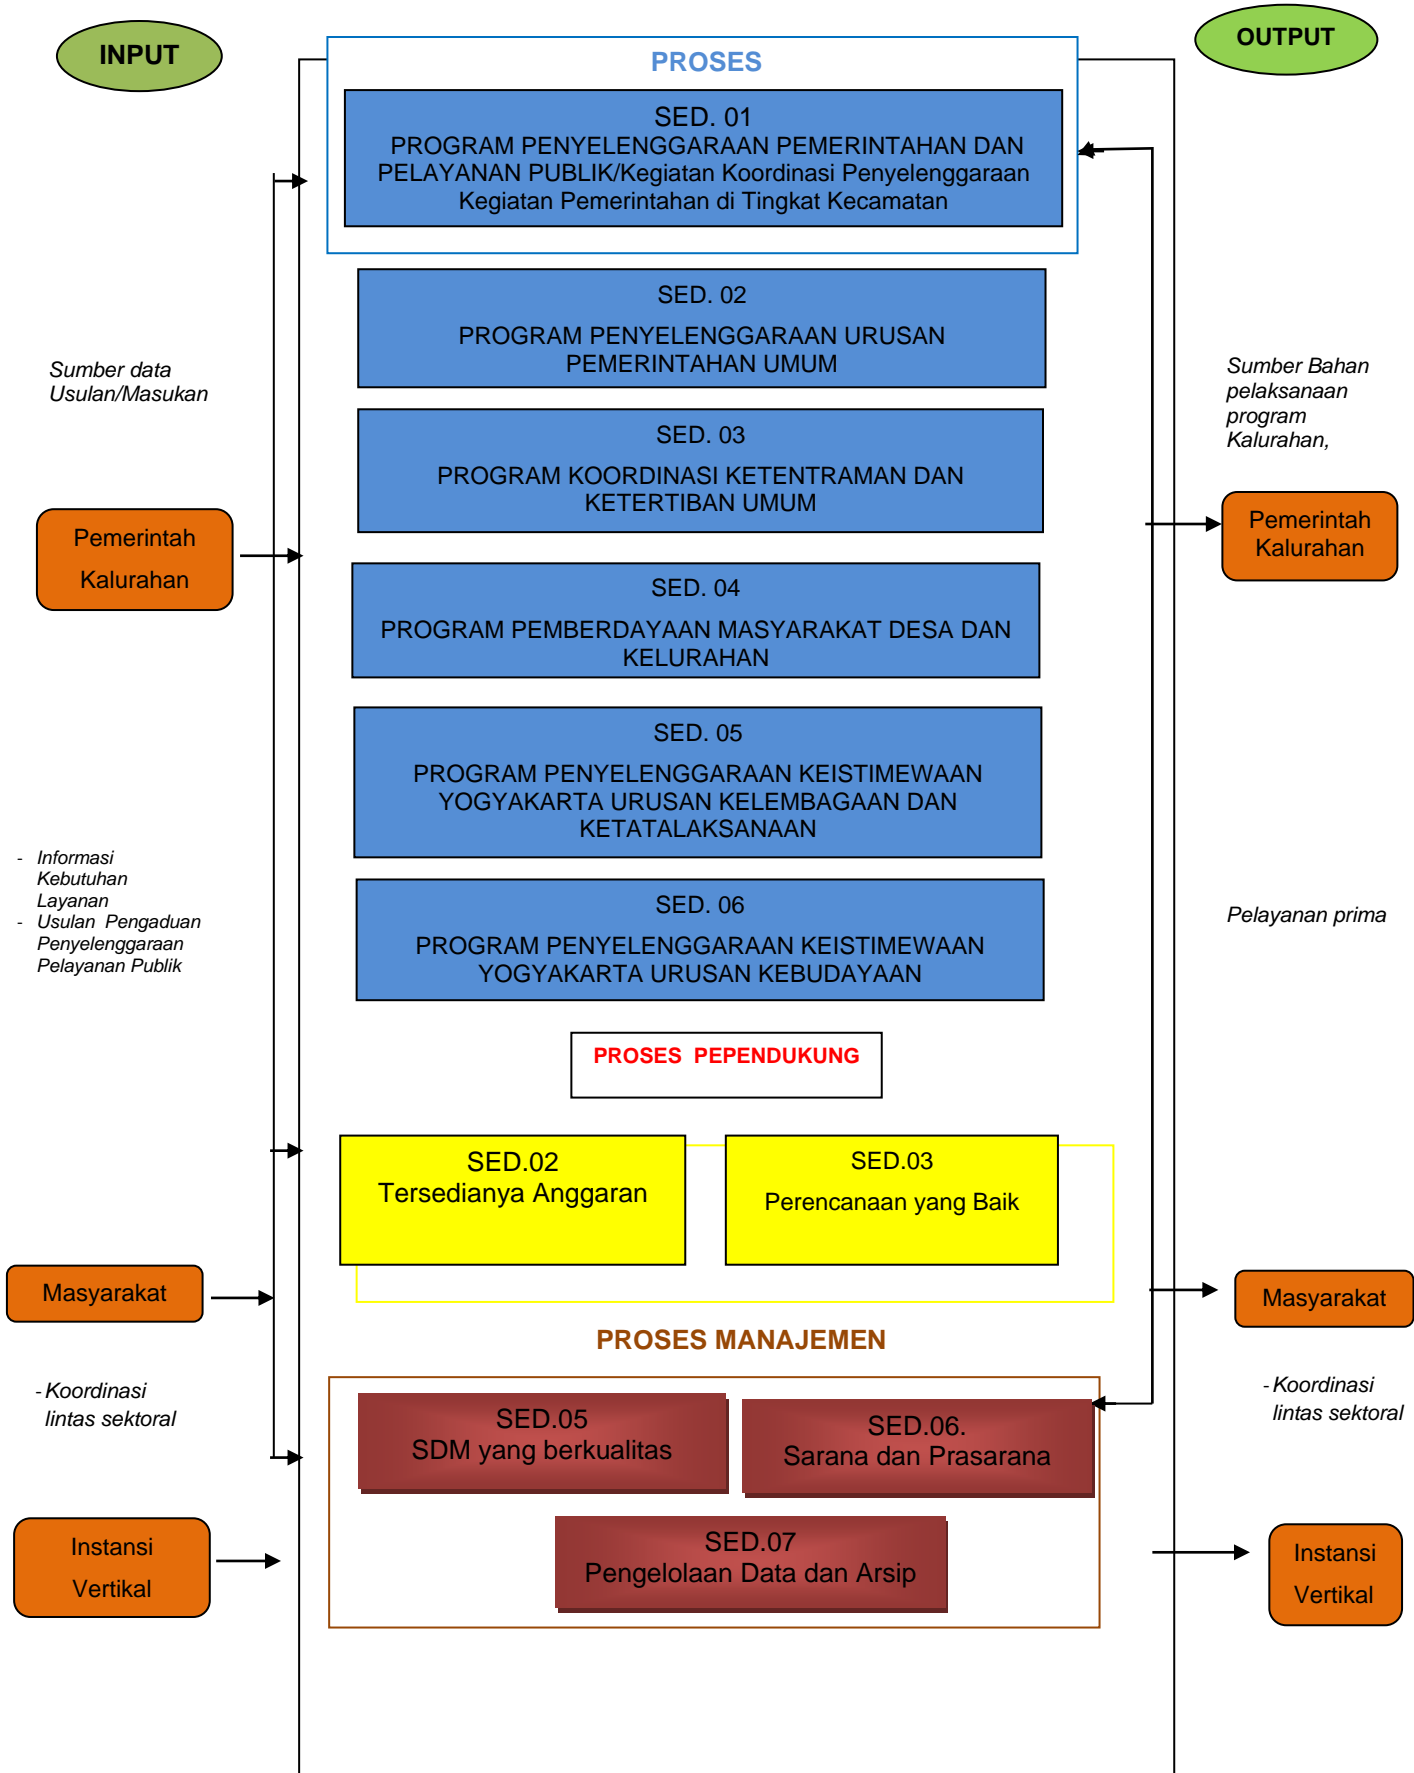 INPUT
PROSES
OUTPUT
SED. 01
PROGRAM PENYELENGGARAAN PEMERINTAHAN DAN
PELAYANAN PUBLIK/Kegiatan Koordinasi Penyelenggaraan
Kegiatan Pemerintahan di Tingkat Kecamatan
SED. 02
PROGRAM PENYELENGGARAAN URUSAN
PEMERINTAHAN UMUM
Sumber data
Usulan/Masukan
Sumber Bahan
pelaksanaan
program
Kalurahan,
SED. 03
PROGRAM KOORDINASI KETENTRAMAN DAN
KETERTIBAN UMUM
Pemerintah
Kalurahan
Pemerintah
Kalurahan
SED. 04
PROGRAM PEMBERDAYAAN MASYARAKAT DESA DAN
KELURAHAN
SED. 05
PROGRAM PENYELENGGARAAN KEISTIMEWAAN
YOGYAKARTA URUSAN KELEMBAGAAN DAN
KETATALAKSANAAN
- Informasi
Kebutuhan
Layanan
- Usulan Pengaduan
Penyelenggaraan
Pelayanan Publik
SED. 06
PROGRAM PENYELENGGARAAN KEISTIMEWAAN
YOGYAKARTA URUSAN KEBUDAYAAN
Pelayanan prima
PROSES PEPENDUKUNG
SED.02
Tersedianya Anggaran
SED.03
Perencanaan yang Baik
Masyarakat
Masyarakat
PROSES MANAJEMEN
- Koordinasi
lintas sektoral
- Koordinasi
lintas sektoral
SED.05
SDM yang berkualitas
SED.06.
Sarana dan Prasarana
SED.07
Pengelolaan Data dan Arsip
Instansi
Vertikal
Instansi
Vertikal